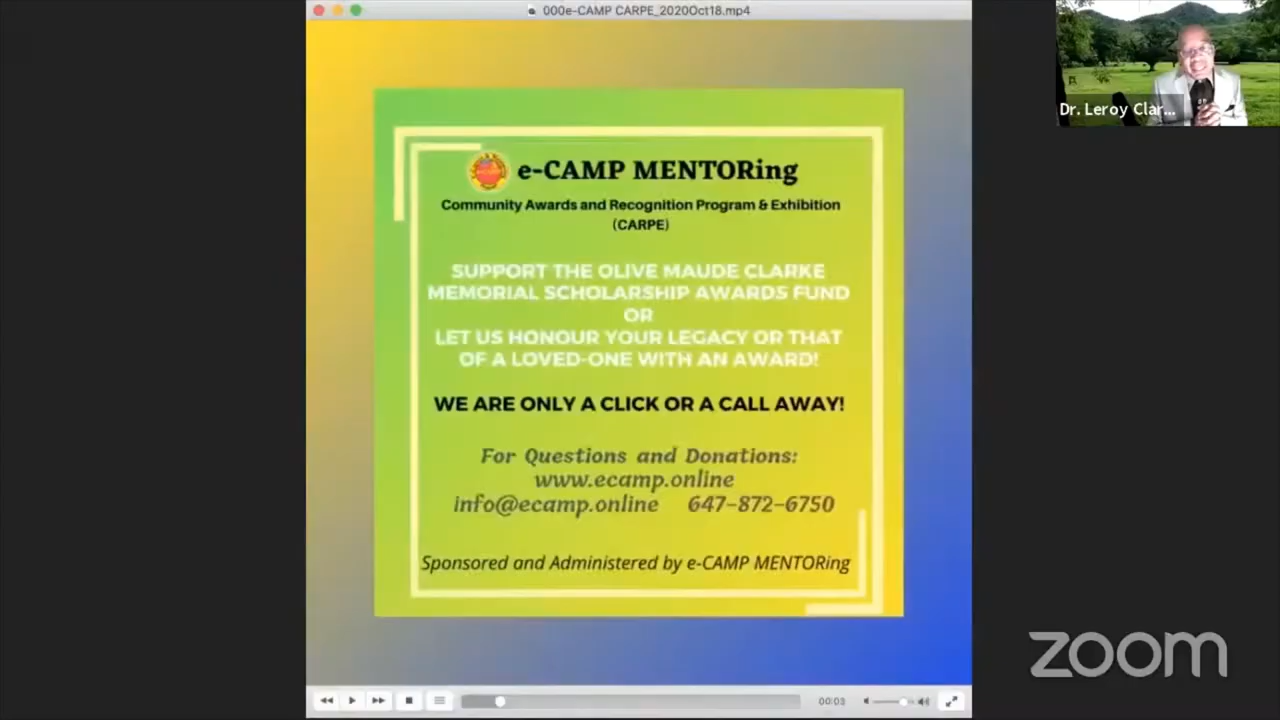 000e-CAMP CARPE_2020Oct18.mp4
Dr. Leroy Clar...
e-CAMP MENTORing
Community Awards and Recognition Program & Exhibition
(CARPE)
SUPPORT THE OLIVE MAUDE CLARKE
MEMORIAL SCHOLARSHIP AWARDS FUND
OR
LET US HONOUR YOUR LEGACY OR THAT
OF A LOVED-ONE WITH AN AWARD!
WE ARE ONLY A CLICK OR A CALL AWAY!
For Questions and Donations:
www.ecamp.online
info@ecamp.online 647-872-6750
Sponsored and Administered by e-CAMP MENTORing
zoom
00:03